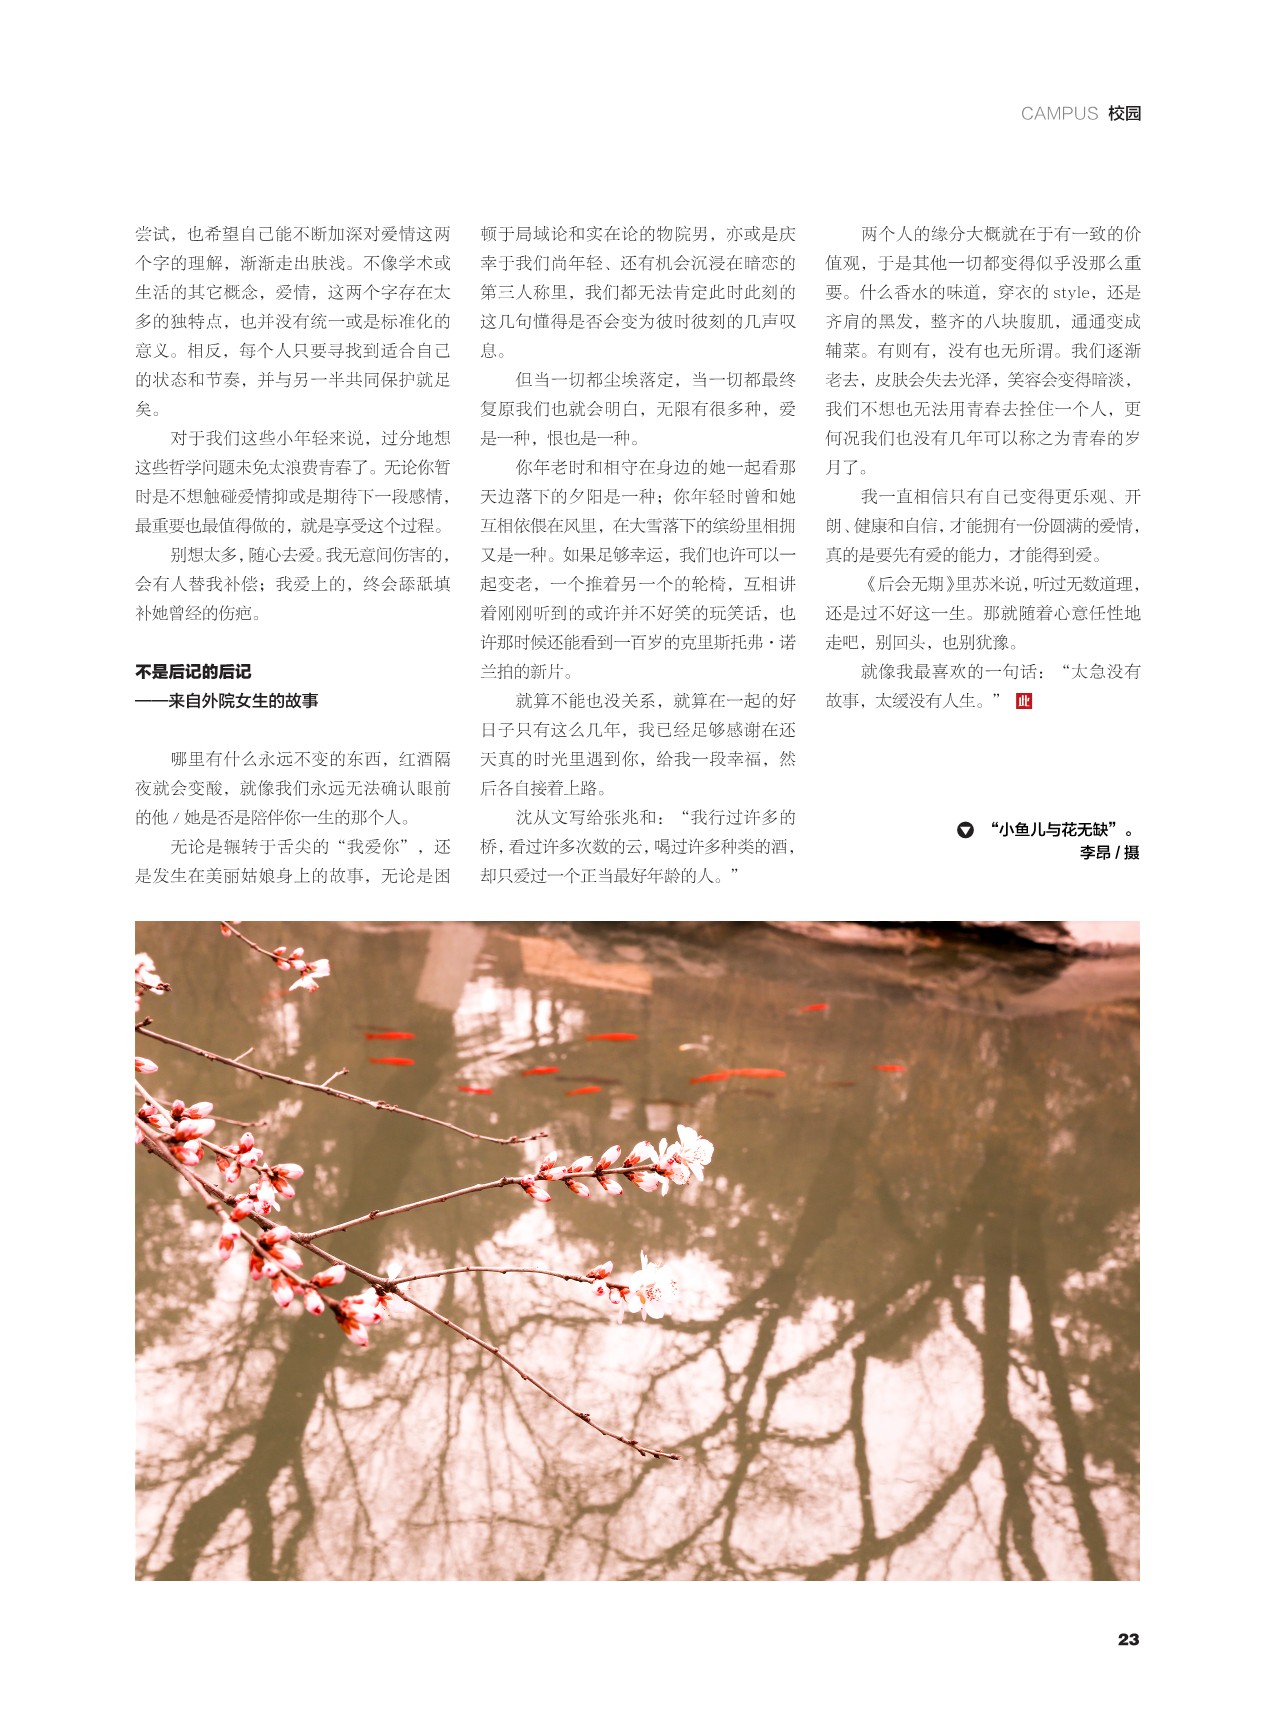 CAMPUS 校园
尝试，也希望自己能不断加深对爱情这两
个字的理解，渐渐走出肤浅。不像学术或
生活的其它概念，爱情，这两个字存在太
多的独特点，也并没有统一或是标准化的
意义。相反，每个人只要寻找到适合自己
的状态和节奏，并与另一半共同保护就足
矣。
对于我们这些小年轻来说，过分地想
这些哲学问题未免太浪费青春了。无论你暂
时是不想触碰爱情抑或是期待下一段感情，
最重要也最值得做的，就是享受这个过程。
别想太多，随心去爱。我无意间伤害的，
会有人替我补偿；我爱上的，终会舔舐填
补她曾经的伤疤。
不是后记的后记
——来自外院女生的故事
哪里有什么永远不变的东西，红酒隔
夜就会变酸，就像我们永远无法确认眼前
的他 / 她是否是陪伴你一生的那个人。
无论是辗转于舌尖的“我爱你”，还
是发生在美丽姑娘身上的故事，无论是困
顿于局域论和实在论的物院男，亦或是庆
幸于我们尚年轻、还有机会沉浸在暗恋的
第三人称里，我们都无法肯定此时此刻的
这几句懂得是否会变为彼时彼刻的几声叹
息。
但当一切都尘埃落定，当一切都最终
复原我们也就会明白，无限有很多种，爱
是一种，恨也是一种。
你年老时和相守在身边的她一起看那
天边落下的夕阳是一种；你年轻时曾和她
互相依偎在风里，在大雪落下的缤纷里相拥
又是一种。如果足够幸运，我们也许可以一
起变老，一个推着另一个的轮椅，互相讲
着刚刚听到的或许并不好笑的玩笑话，也
许那时候还能看到一百岁的克里斯托弗·诺
兰拍的新片。
就算不能也没关系，就算在一起的好
日子只有这么几年，我已经足够感谢在还
天真的时光里遇到你，给我一段幸福，然
后各自接着上路。
沈从文写给张兆和：“我行过许多的
桥，看过许多次数的云，喝过许多种类的酒，
却只爱过一个正当最好年龄的人。”
两个人的缘分大概就在于有一致的价
值观，于是其他一切都变得似乎没那么重
要。什么香水的味道，穿衣的 style，还是
齐肩的黑发，整齐的八块腹肌，通通变成
辅菜。有则有，没有也无所谓。我们逐渐
老去，皮肤会失去光泽，笑容会变得暗淡，
我们不想也无法用青春去拴住一个人，更
何况我们也没有几年可以称之为青春的岁
月了。
我一直相信只有自己变得更乐观、开
朗、健康和自信，才能拥有一份圆满的爱情，
真的是要先有爱的能力，才能得到爱。
《后会无期》里苏米说，听过无数道理，
还是过不好这一生。那就随着心意任性地
走吧，别回头，也别犹豫。
就像我最喜欢的一句话：“太急没有
故事，太缓没有人生。” 此
“小鱼儿与花无缺”。
李昂 / 摄
23